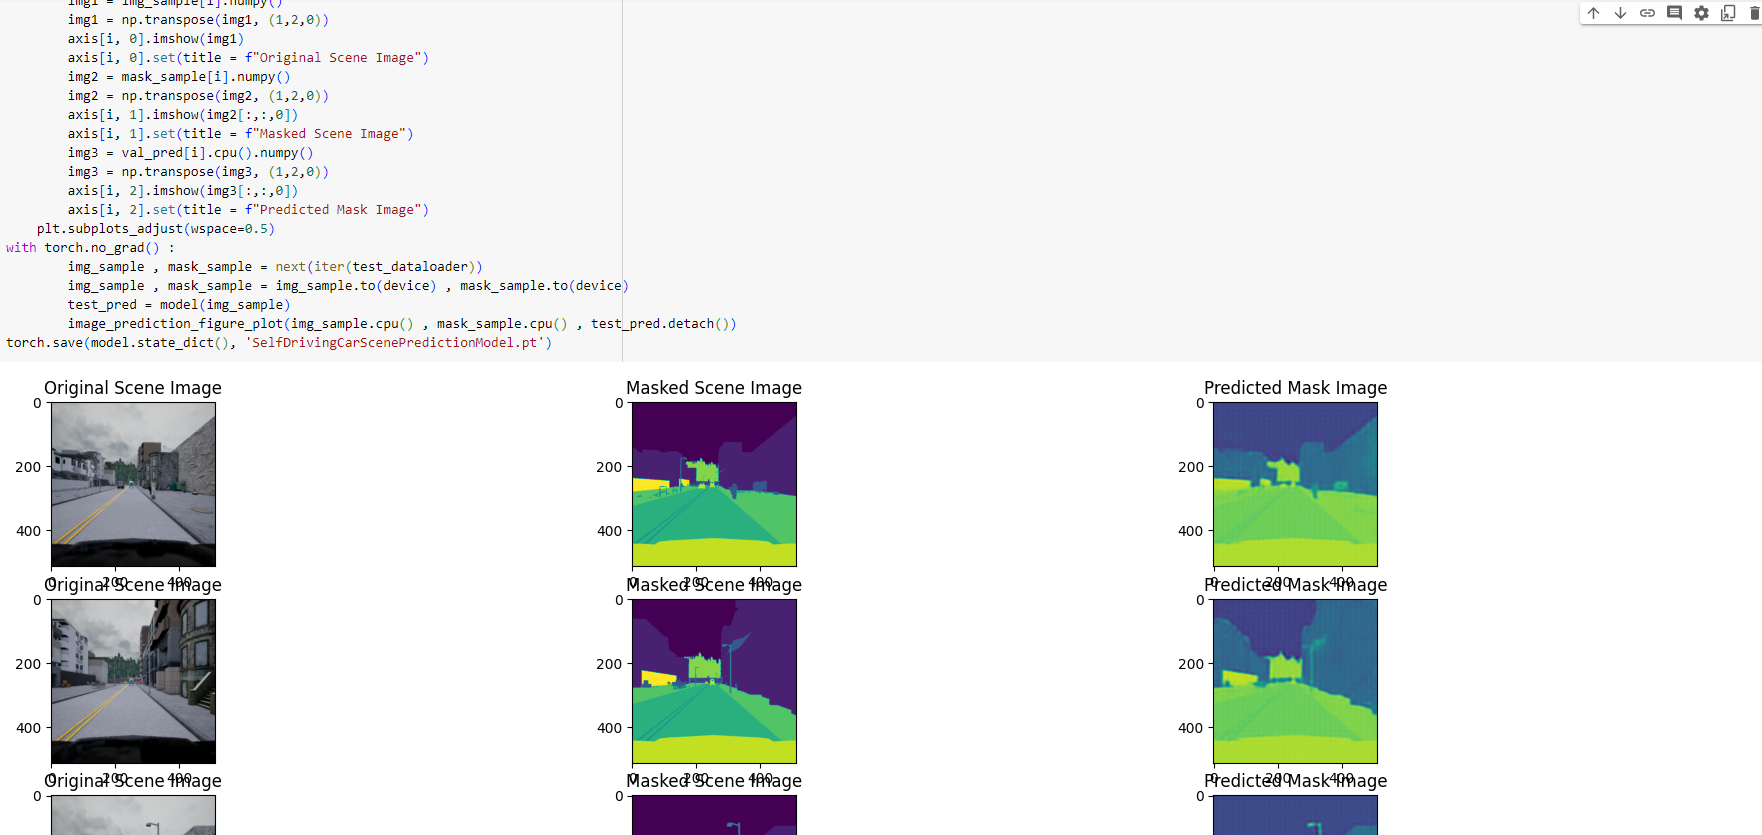 img1 = img_sample[i].numpy()
img1 = np.transpose(img1, (1,2,0))
axis[i, 0].imshow(img1)
axis[i, 0].set(title = f"Original Scene Image")
img2 = mask_sample[i].numpy()
img2 = np.transpose(img2, (1,2,0))
axis[i, 1].imshow(img2[:,:,0])
axis[i, 1].set(title = f"Masked Scene Image")
img3 = val_pred[i].cpu().numpy()
img3 = np.transpose(img3, (1,2,0))
axis[i, 2].imshow(img3[:,:,0])
axis[i, 2].set(title = f"Predicted Mask Image")
plt.subplots_adjust(wspace=0.5)
with torch.no_grad() :
img_sample , mask_sample = next(iter(test_dataloader))
img_sample , mask_sample = img_sample.to(device) , mask_sample.to(device)
test_pred = model(img_sample)
image_prediction_figure_plot(img_sample.cpu() , mask_sample.cpu() , test_pred.detach())
torch.save(model.state_dict(), 'SelfDrivingCarScenePredictionModel.pt')
Original Scene Image Masked Scene Image Predicted Mask Image
0 0 0
200 200 200
400 400 400
0 200 400 0 200 400 0 200 400
Original Scene Image Masked Scene Image Predicted Mask Image
0 0 0
200 200 200
400 400 400
0 200 400 0 200 400 0 200 400
Original Scene Image Masked Scene Image Predicted Mask Image
0 0 0